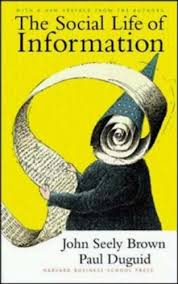 WITH A NEW PREFACE FROM THE AUTHORS
The Social Life of
Information
John Seely Brown
Paul Duguid
HARVARD BUSINESS SCHOOL PRESS